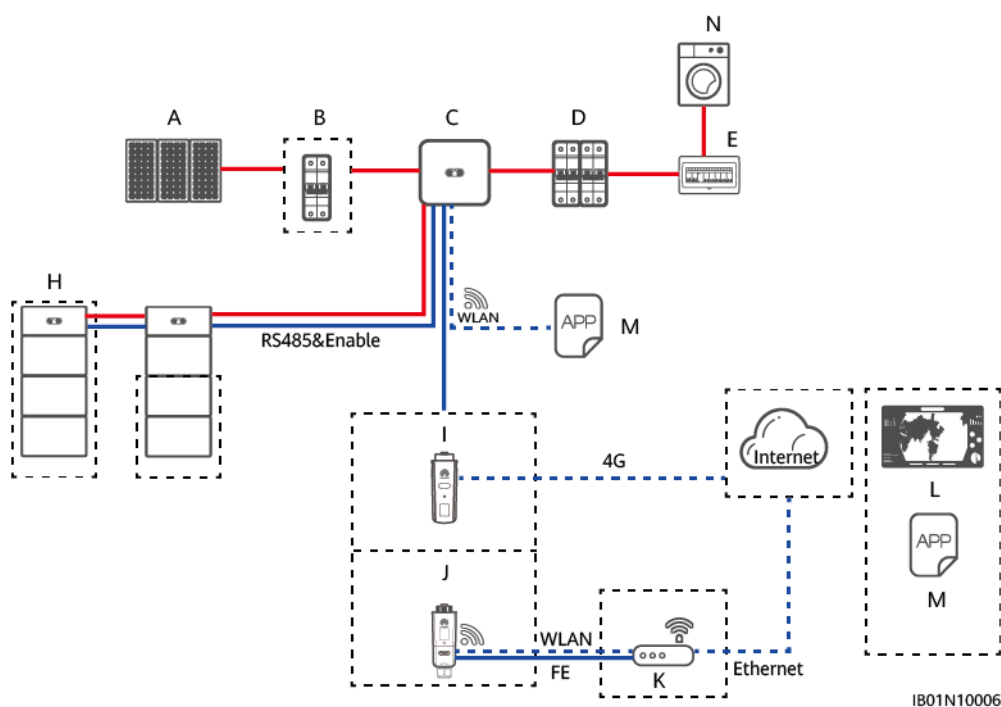 N
A
B
C
D
E
H
WLAN
APP
M
RS485&Enable
I
4G
Internet
L
APP
M
J
WLAN
FE
K
Ethernet
IB01N10006